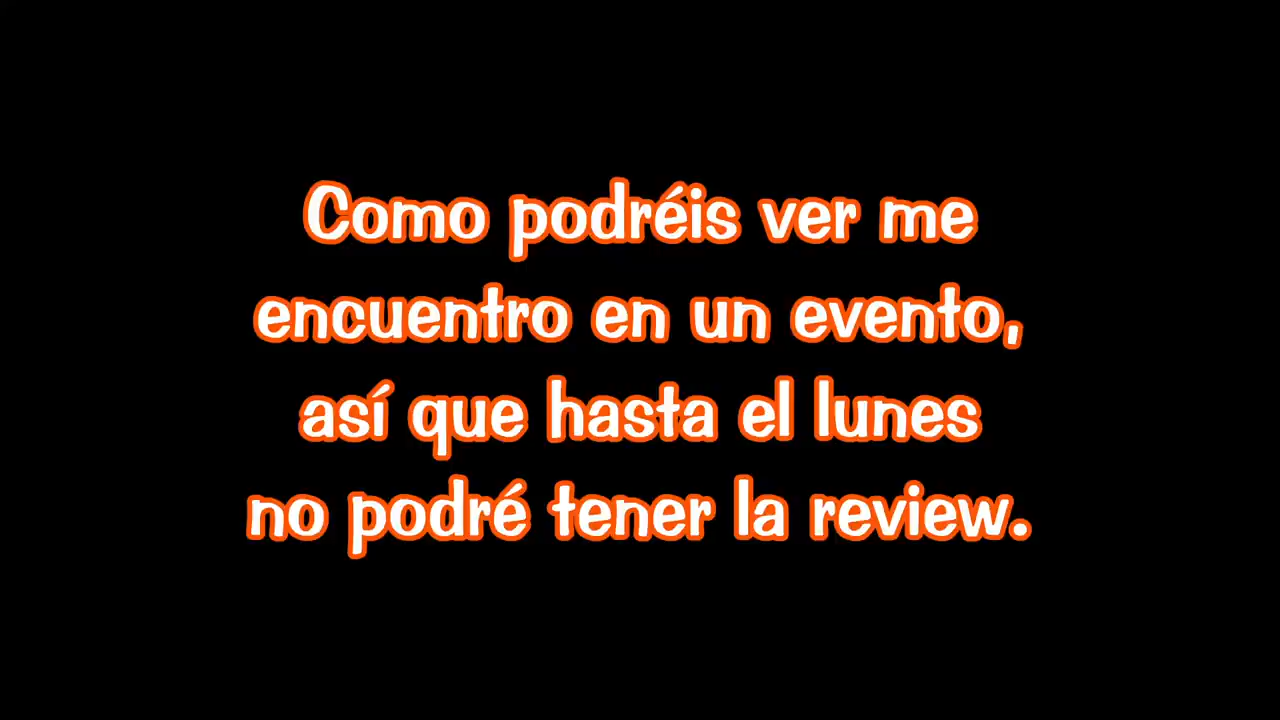 Como podréis ver me
encuentro en un evento,
así que hasta el lunes
no podré tener la review.